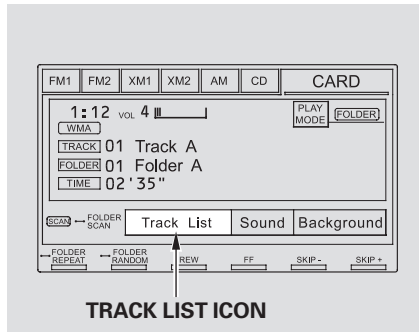 FM1 FM2 XM1 XM2 AM CD CARD
1:12 VOL 4 PLAY MODE FOLDER
WMA
TRACK 01 Track A
FOLDER 01 Folder A
TIME 02'35"
SCAN FOLDER SCAN Track List Sound Background
FOLDER REPEAT FOLDER RANDOM REW FF SKIP - SKIP +
TRACK LIST ICON